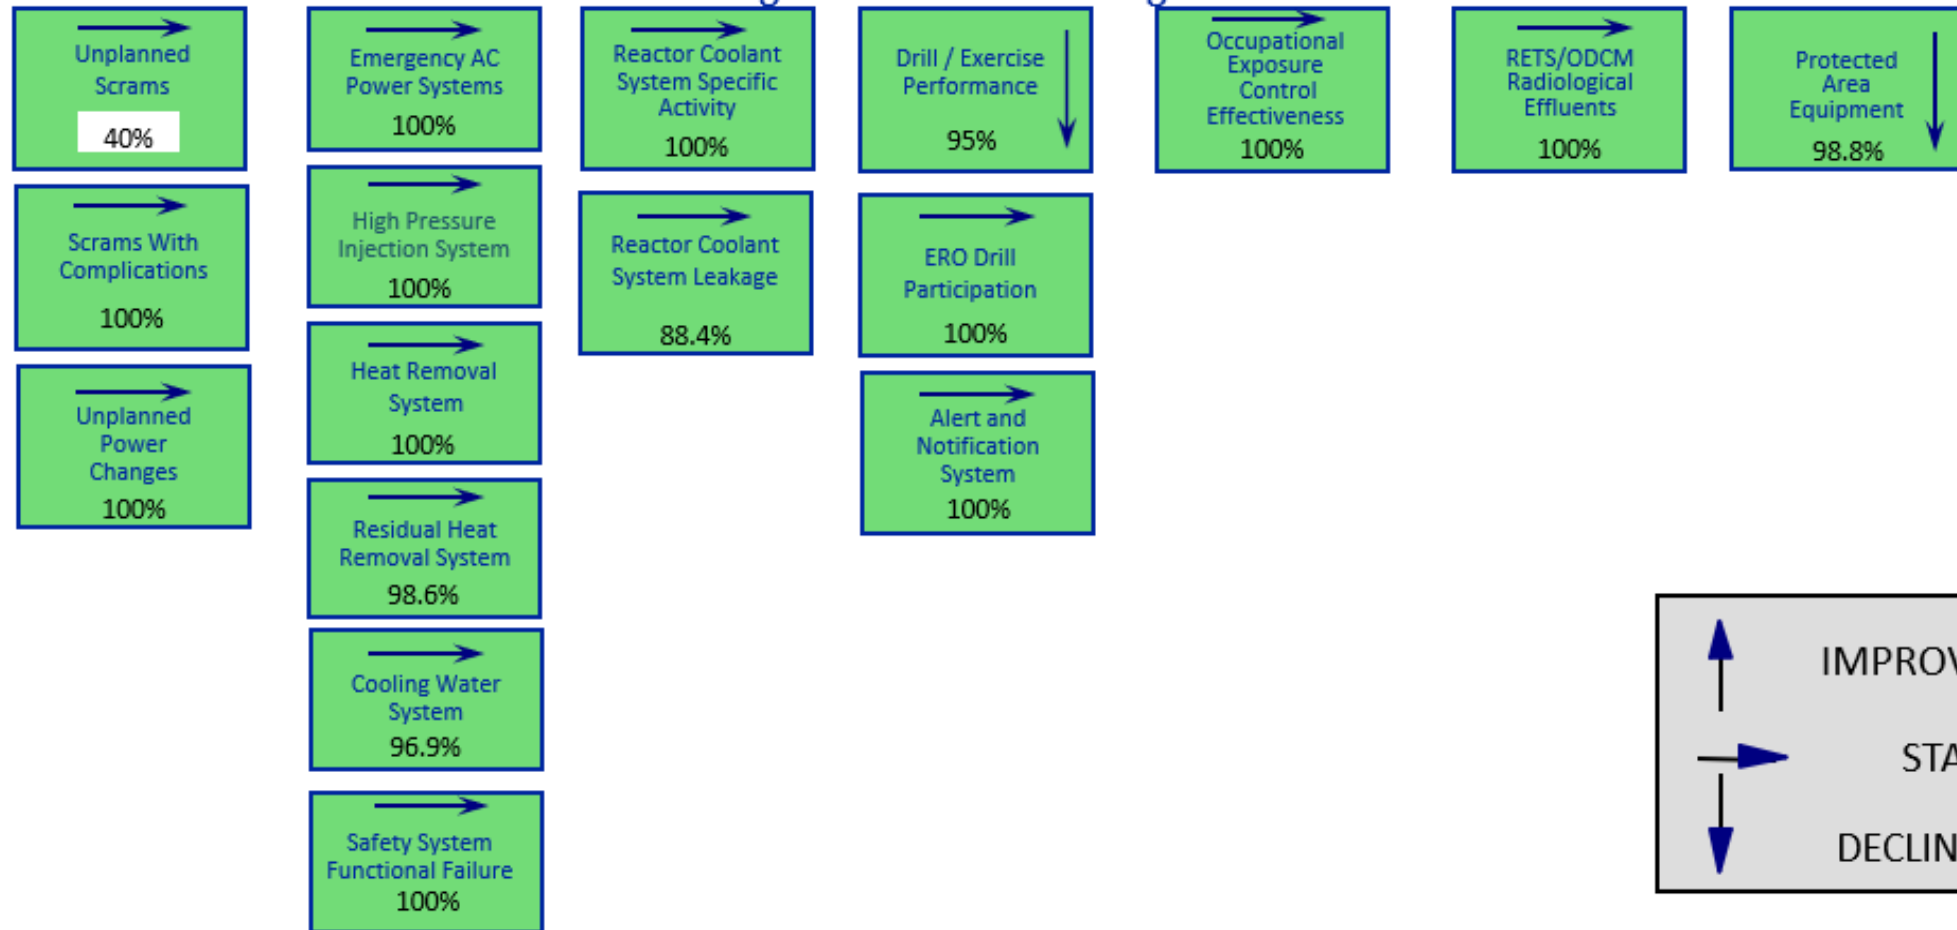 Unplanned
Scrams
40%
Scrams With
Complications
100%
Unplanned
Power
Changes
100%
Emergency AC
Power Systems
100%
High Pressure
Injection System
100%
Heat Removal
System
100%
Residual Heat
Removal System
98.6%
Cooling Water
System
96.9%
Safety System
Functional Failure
100%
Reactor Coolant
System Specific
Activity
100%
Reactor Coolant
System Leakage
88.4%
Drill / Exercise
Performance
95%
ERO Drill
Participation
100%
Alert and
Notification
System
100%
Occupational
Exposure
Control
Effectiveness
100%
RETS/ODCM
Radiological
Effluents
100%
Protected
Area
Equipment
98.8%
IMPROV
STA
DECLIN